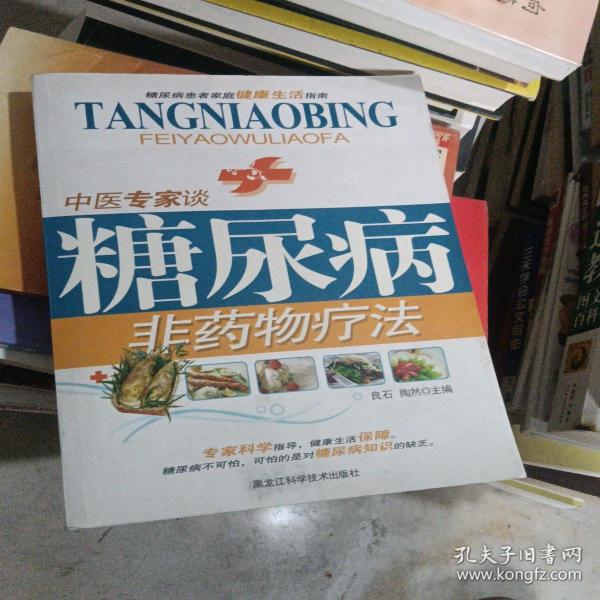 糖尿病患者家庭健康生活指南
TANGNIAOBING
FEIYAOWULIAOFA
中医专家谈
糖尿病
非药物疗法
良石 陶然◎主编
专家科学指导，健康生活保障。
糖尿病不可怕，可怕的是对糖尿病知识的缺乏。
黑龙江科学技术出版社
图文
百科
孔夫子旧书网
www.kongfz.com